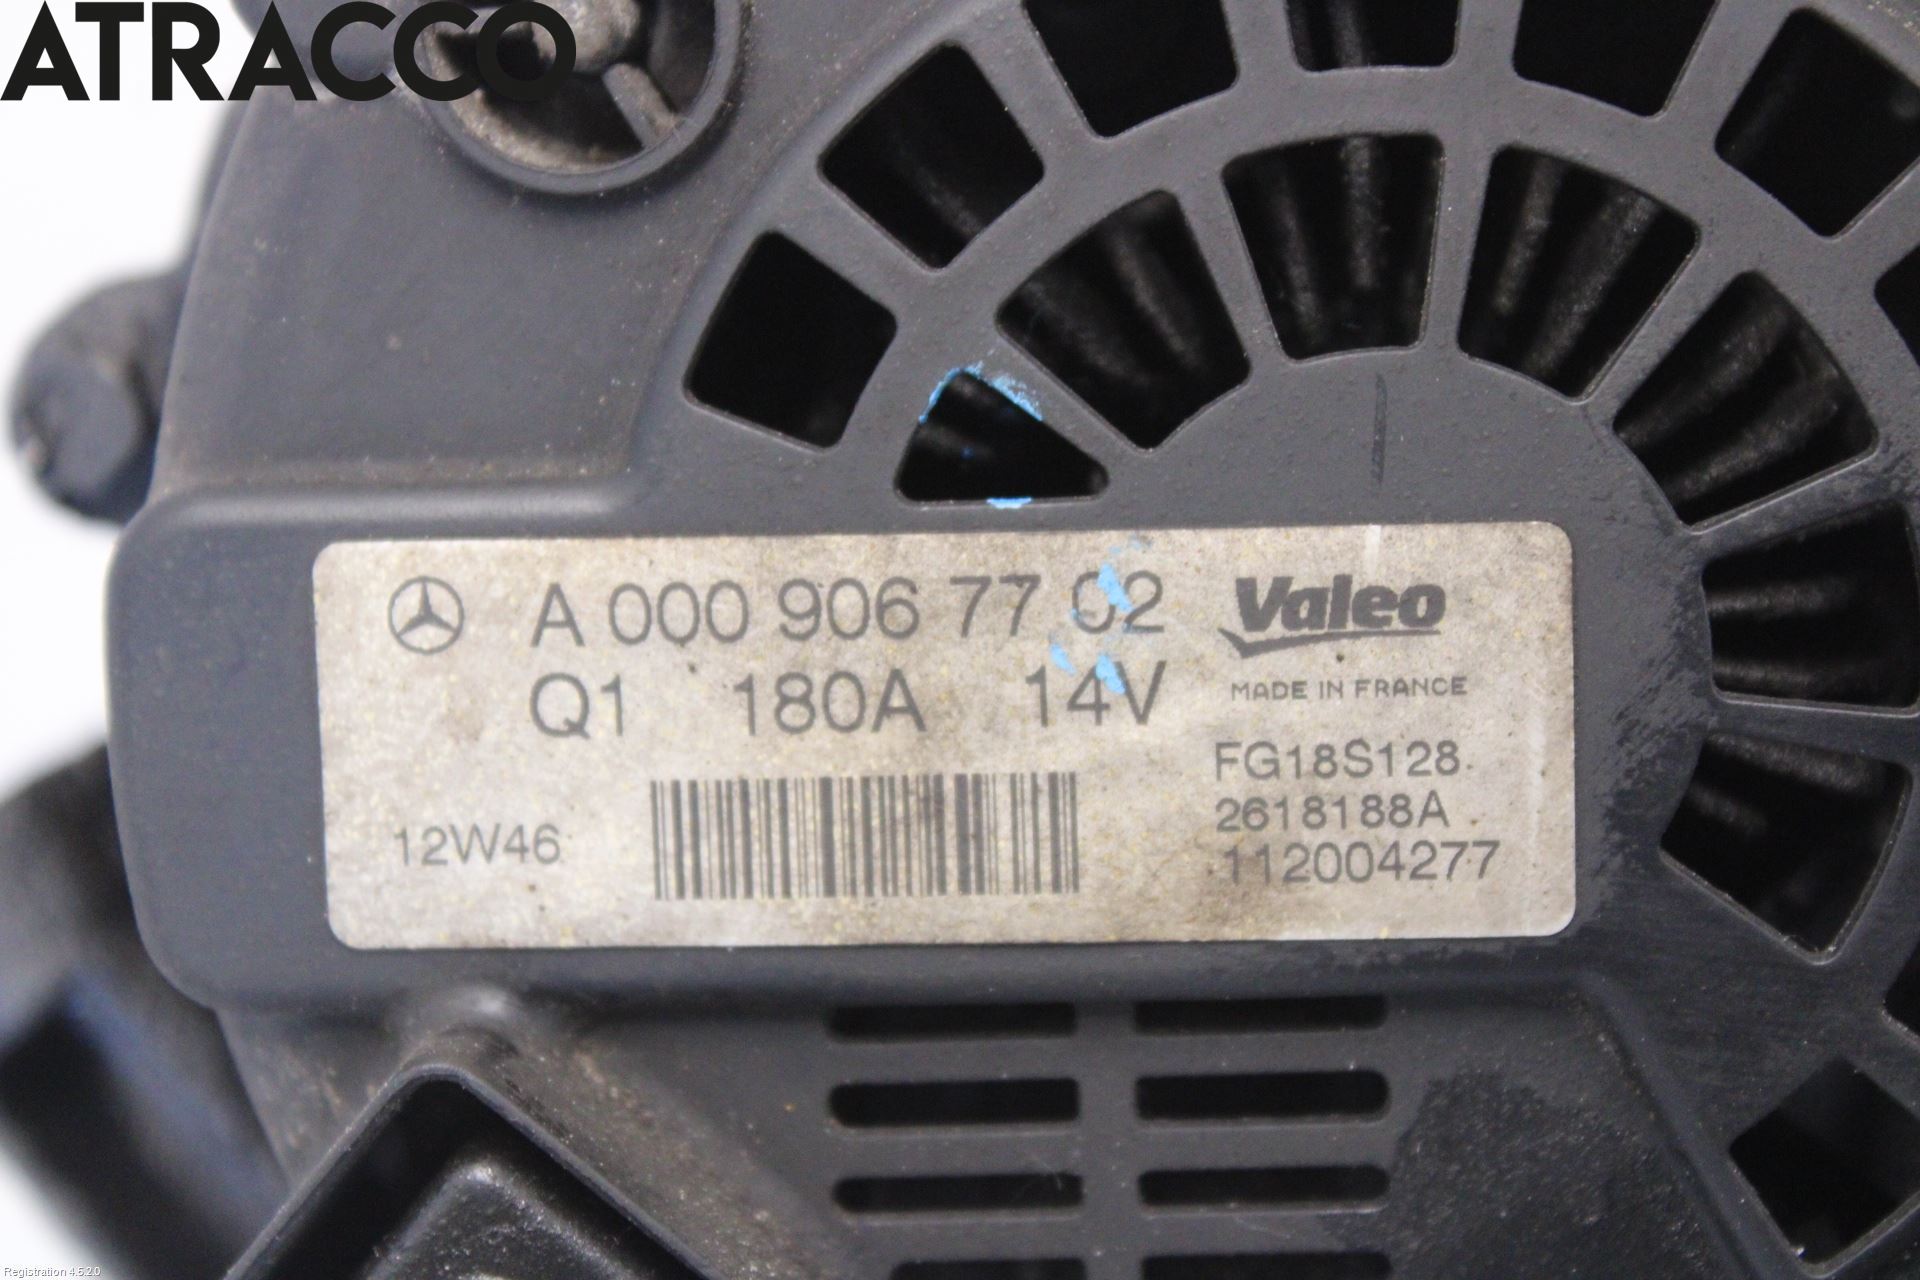 ATRACCO
A 000 906 77 02
Q1 180A 14V
Valeo
MADE IN FRANCE
FG18S128
2618188A
112004277
12W46
Registration 4.5.2.0